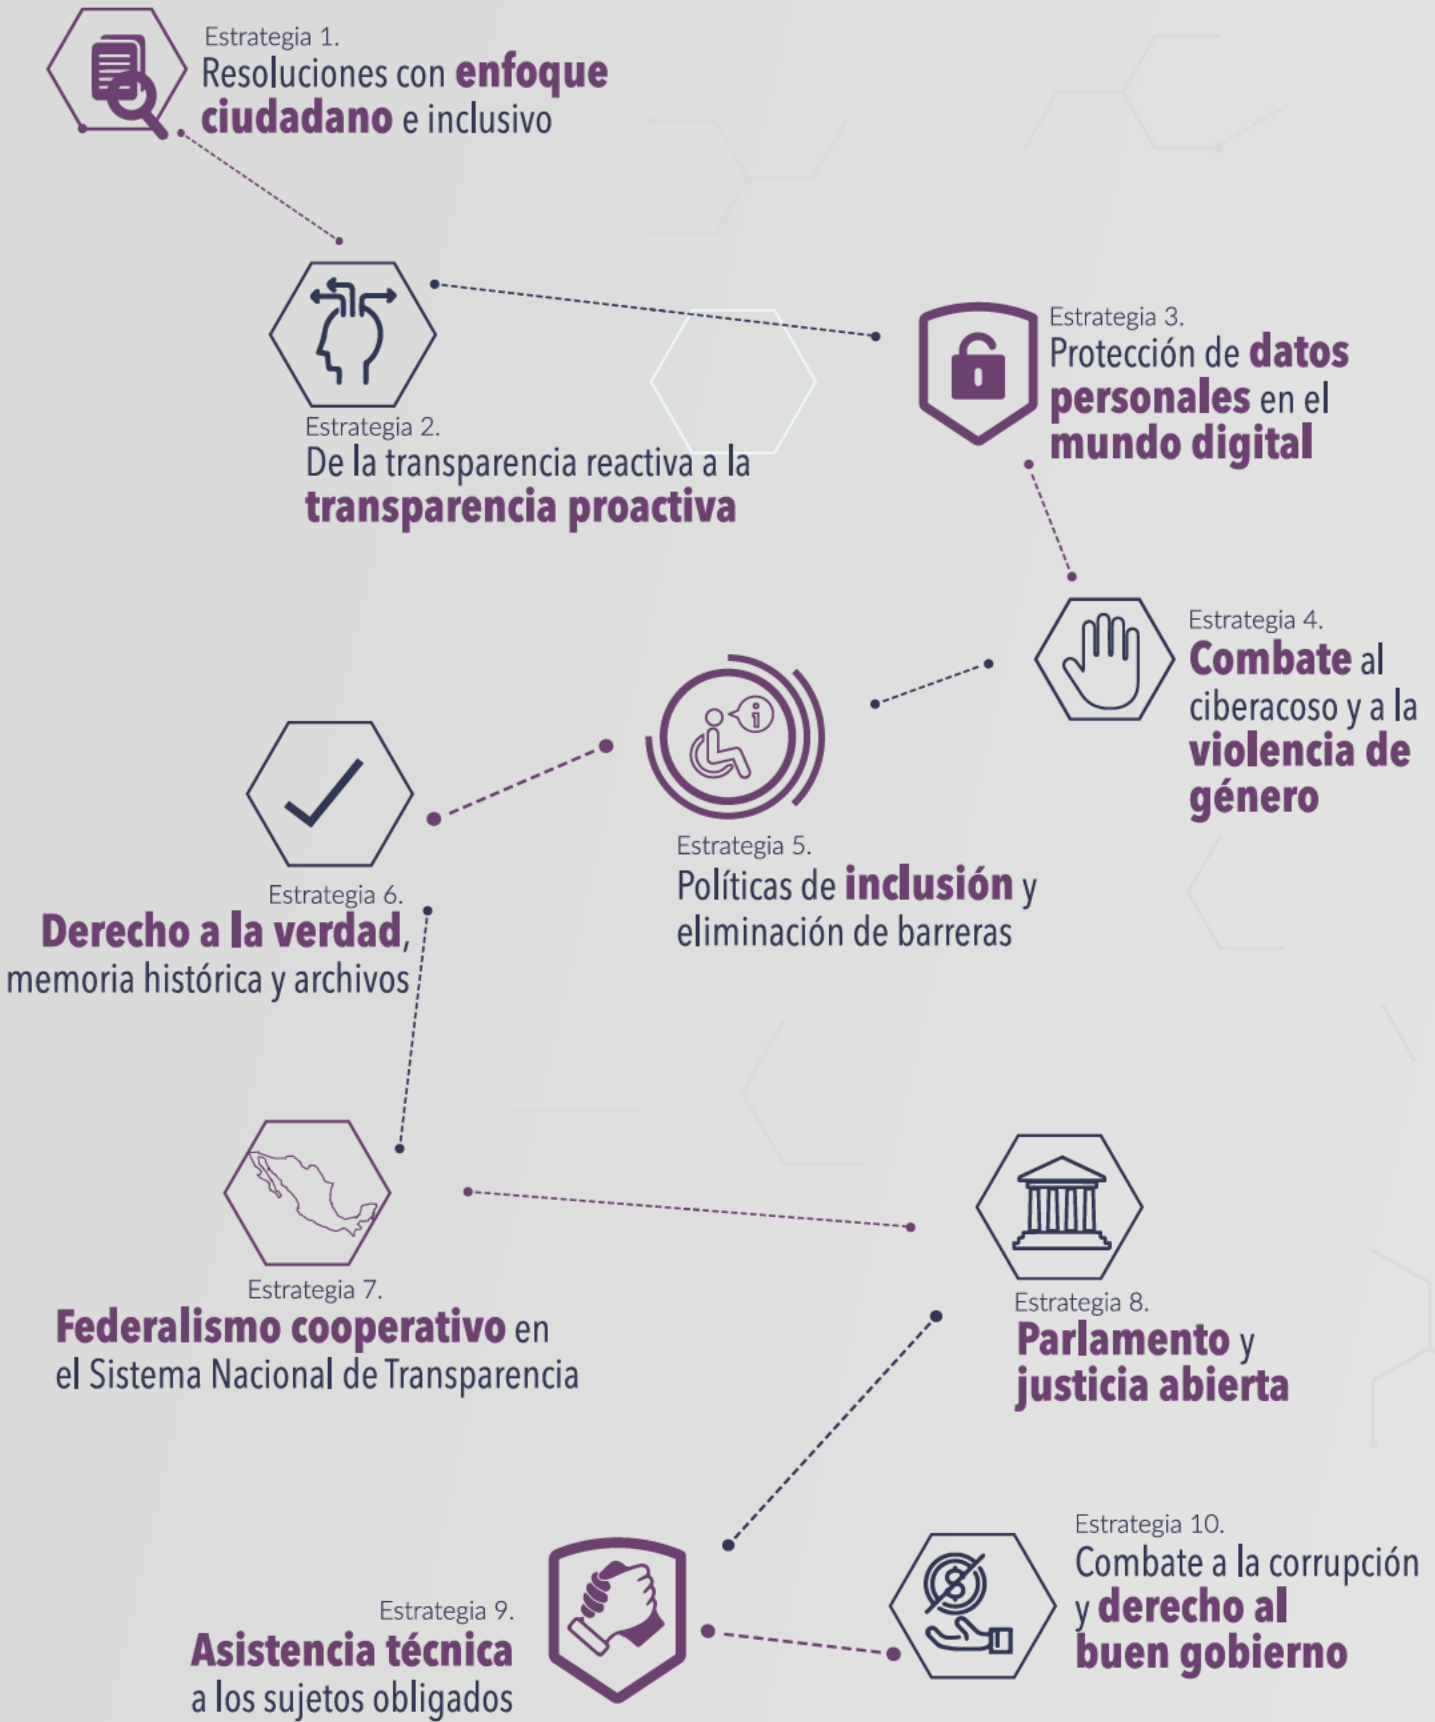 Estrategia 1.
Resoluciones con enfoque
ciudadano e inclusivo
Estrategia 2.
De la transparencia reactiva a la
transparencia proactiva
Estrategia 3.
Protección de datos
personales en el
mundo digital
Estrategia 4.
Combate al
ciberacoso y a la
violencia de
género
Estrategia 5.
Políticas de inclusión y
eliminación de barreras
Estrategia 6.
Derecho a la verdad,
memoria histórica y archivos
Estrategia 7.
Federalismo cooperativo en
el Sistema Nacional de Transparencia
Estrategia 8.
Parlamento y
justicia abierta
Estrategia 9.
Asistencia técnica
a los sujetos obligados
Estrategia 10.
Combate a la corrupción
y derecho al
buen gobierno